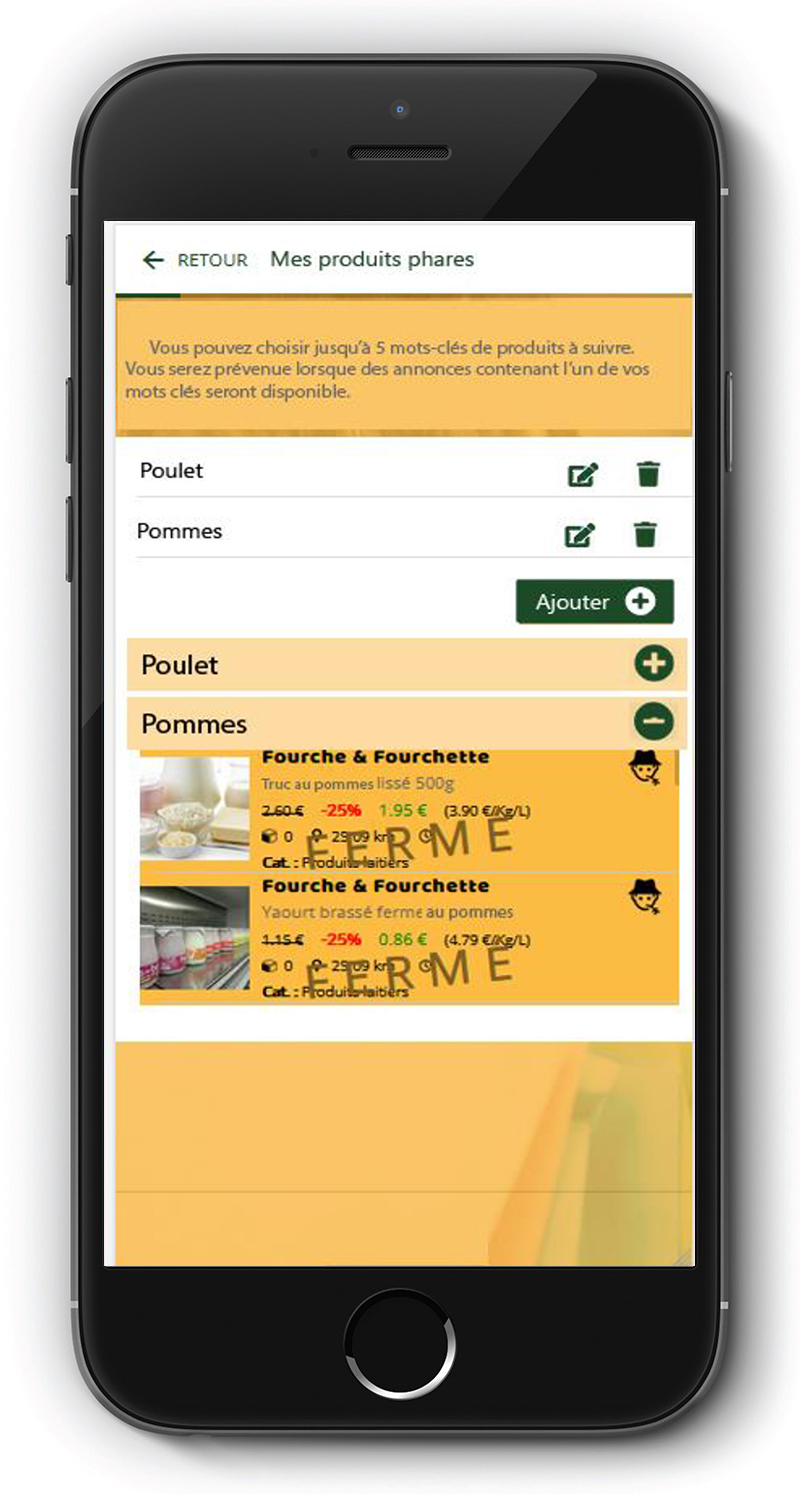 RETOUR Mes produits phares
Vous pouvez choisir jusqu'à 5 mots-clés de produits à suivre.
Vous serez prévenue lorsque des annonces contenant l'un de vos
mots clés seront disponible.
Poulet
Pommes
Ajouter
Poulet
Pommes
Fourche & Fourchette
Truc au pommes lissé 500g
2.60 € -25% 1.95 € (3.90 €/Kg/L)
0 29.09 km
FERMÉ
Cat. : Produits laitiers
Fourche & Fourchette
Yaourt brassé ferme au pommes
1.15 € -25% 0.86 € (4.79 €/Kg/L)
0 29.09 km
FERMÉ
Cat. : Produits laitiers